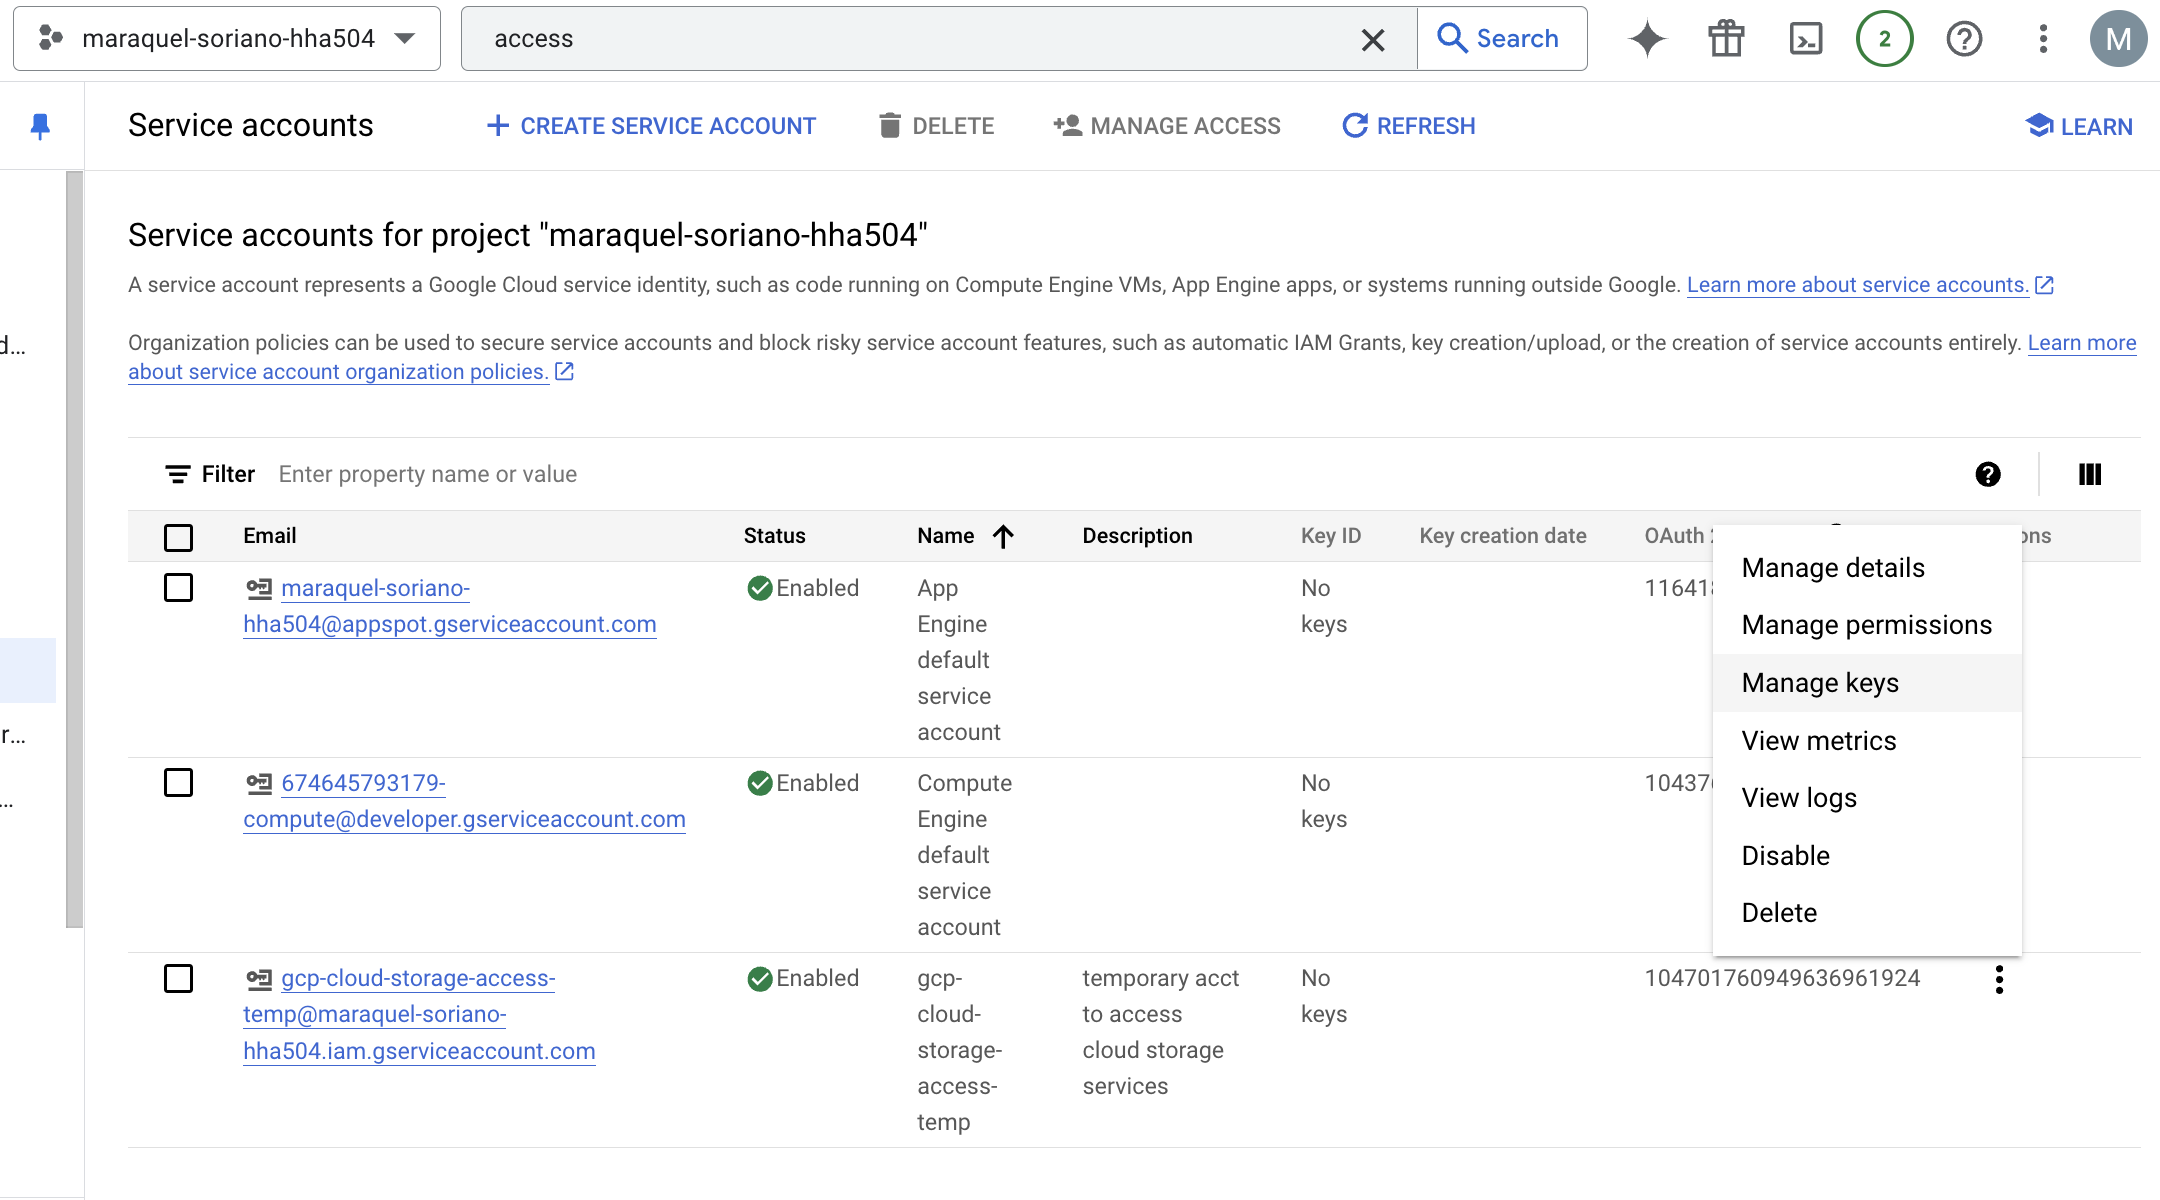 maraquel-soriano-hha504
access
Search
2
M
Service accounts
CREATE SERVICE ACCOUNT
DELETE
MANAGE ACCESS
REFRESH
LEARN
Service accounts for project "maraquel-soriano-hha504"
A service account represents a Google Cloud service identity, such as code running on Compute Engine VMs, App Engine apps, or systems running outside Google. Learn more about service accounts.
Organization policies can be used to secure service accounts and block risky service account features, such as automatic IAM Grants, key creation/upload, or the creation of service accounts entirely. Learn more
about service account organization policies.
d...
r...
...
Filter Enter property name or value
Email Status Name Description Key ID Key creation date OAuth
maraquel-soriano-
hha504@appspot.gserviceaccount.com
Enabled
App
Engine
default
service
account
No
keys
11641
674645793179-
compute@developer.gserviceaccount.com
Enabled
Compute
Engine
default
service
account
No
keys
10437
gcp-cloud-storage-access-
temp@maraquel-soriano-
hha504.iam.gserviceaccount.com
Enabled
gcp-
cloud-
storage-
access-
temp
temporary acct
to access
cloud storage
services
No
keys
104701760949636961924
Manage details
Manage permissions
Manage keys
View metrics
View logs
Disable
Delete